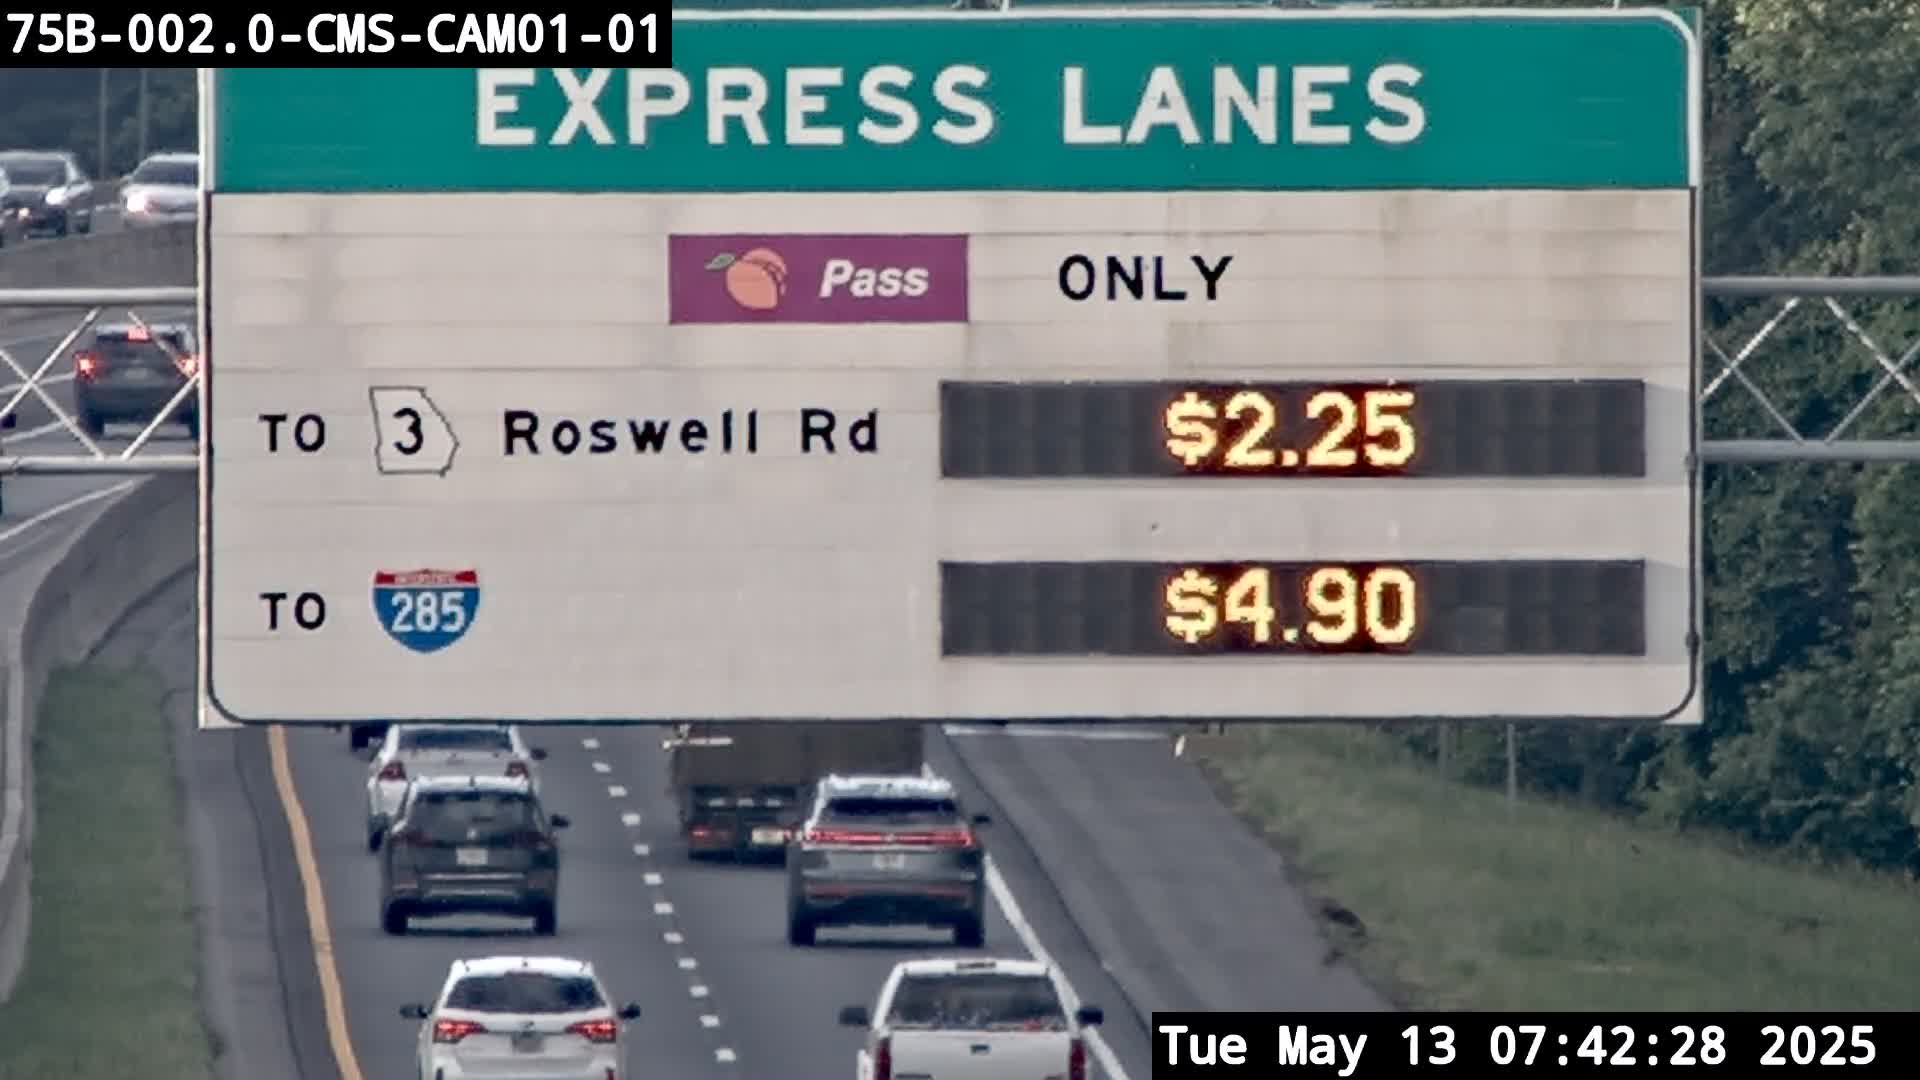 75B-002.0-CMS-CAM01-01
EXPRESS LANES
Pass ONLY
TO 3 Roswell Rd $2.25
TO INTERSTATE 285 $4.90
Tue May 13 07:42:28 2025